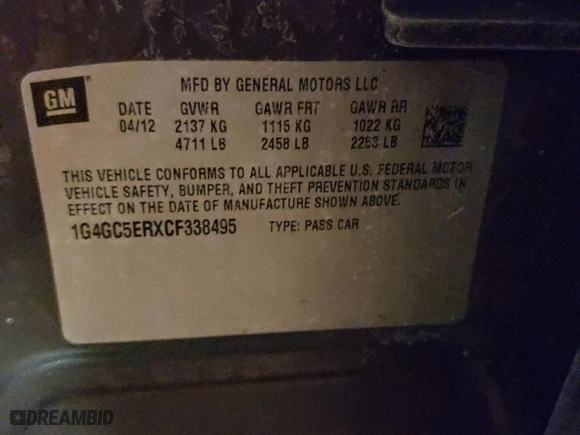 GM
MFD BY GENERAL MOTORS LLC
DATE GVWR GAWR FRT GAWR RR
04/12 2137 KG 1115 KG 1022 KG
4711 LB 2458 LB 2253 LB
THIS VEHICLE CONFORMS TO ALL APPLICABLE U.S. FEDERAL MOTOR
VEHICLE SAFETY, BUMPER, AND THEFT PREVENTION STANDARDS IN
EFFECT ON THE DATE OF MANUFACTURE SHOWN ABOVE.
1G4GC5ERXCF338495 TYPE: PASS CAR
DREAMBID